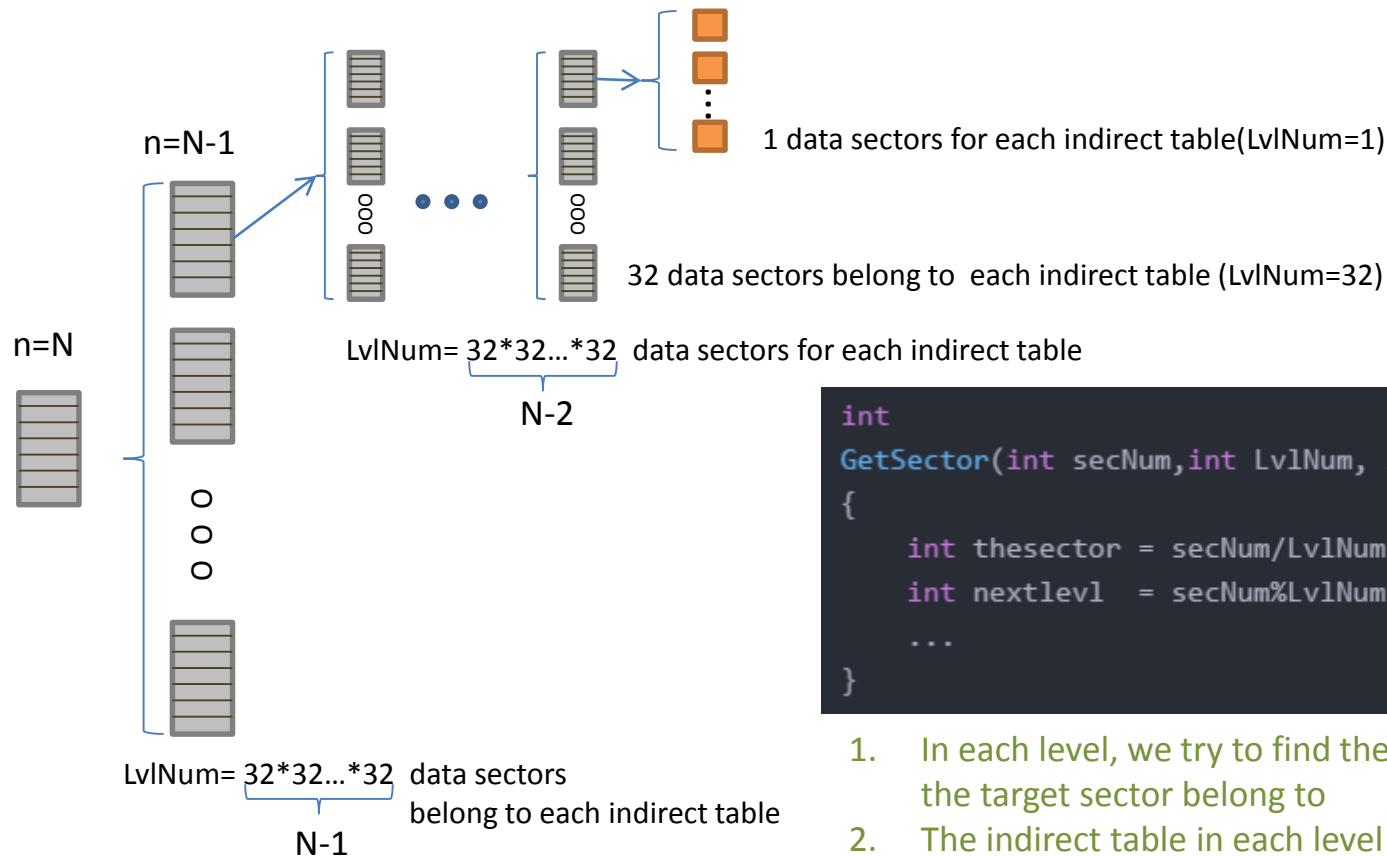 n=N
n=N-1
1 data sectors for each indirect table(LvlNum=1)
32 data sectors belong to each indirect table (LvlNum=32)
LvlNum= 32*32…*32 data sectors for each indirect table
N-2
LvlNum= 32*32…*32 data sectors
belong to each indirect table
N-1
int
GetSector(int secNum,int LvlNum,
{
int thesector = secNum/LvlNum
int nextlevl = secNum%LvlNum
...
}
1. In each level, we try to find the
the target sector belong to
2. The indirect table in each level